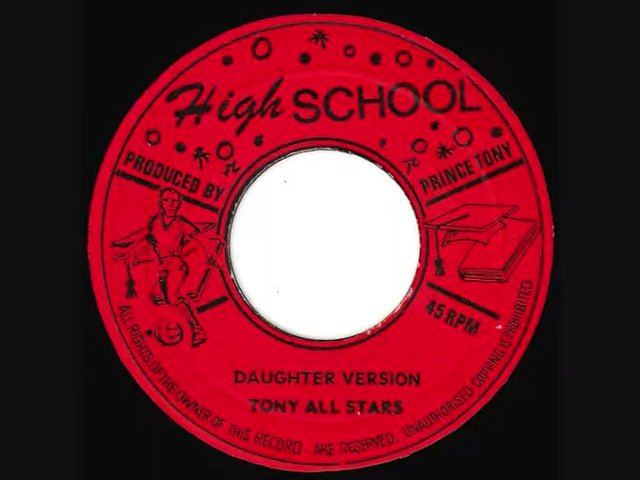 High SCHOOL
PRODUCED BY
PRINCE TONY
45 RPM
DAUGHTER VERSION
TONY ALL STARS
ALL RIGHTS OF THE OWNER OF THIS RECORD ARE RESERVED. UNAUTHORISED COPYING IS PROHIBITED